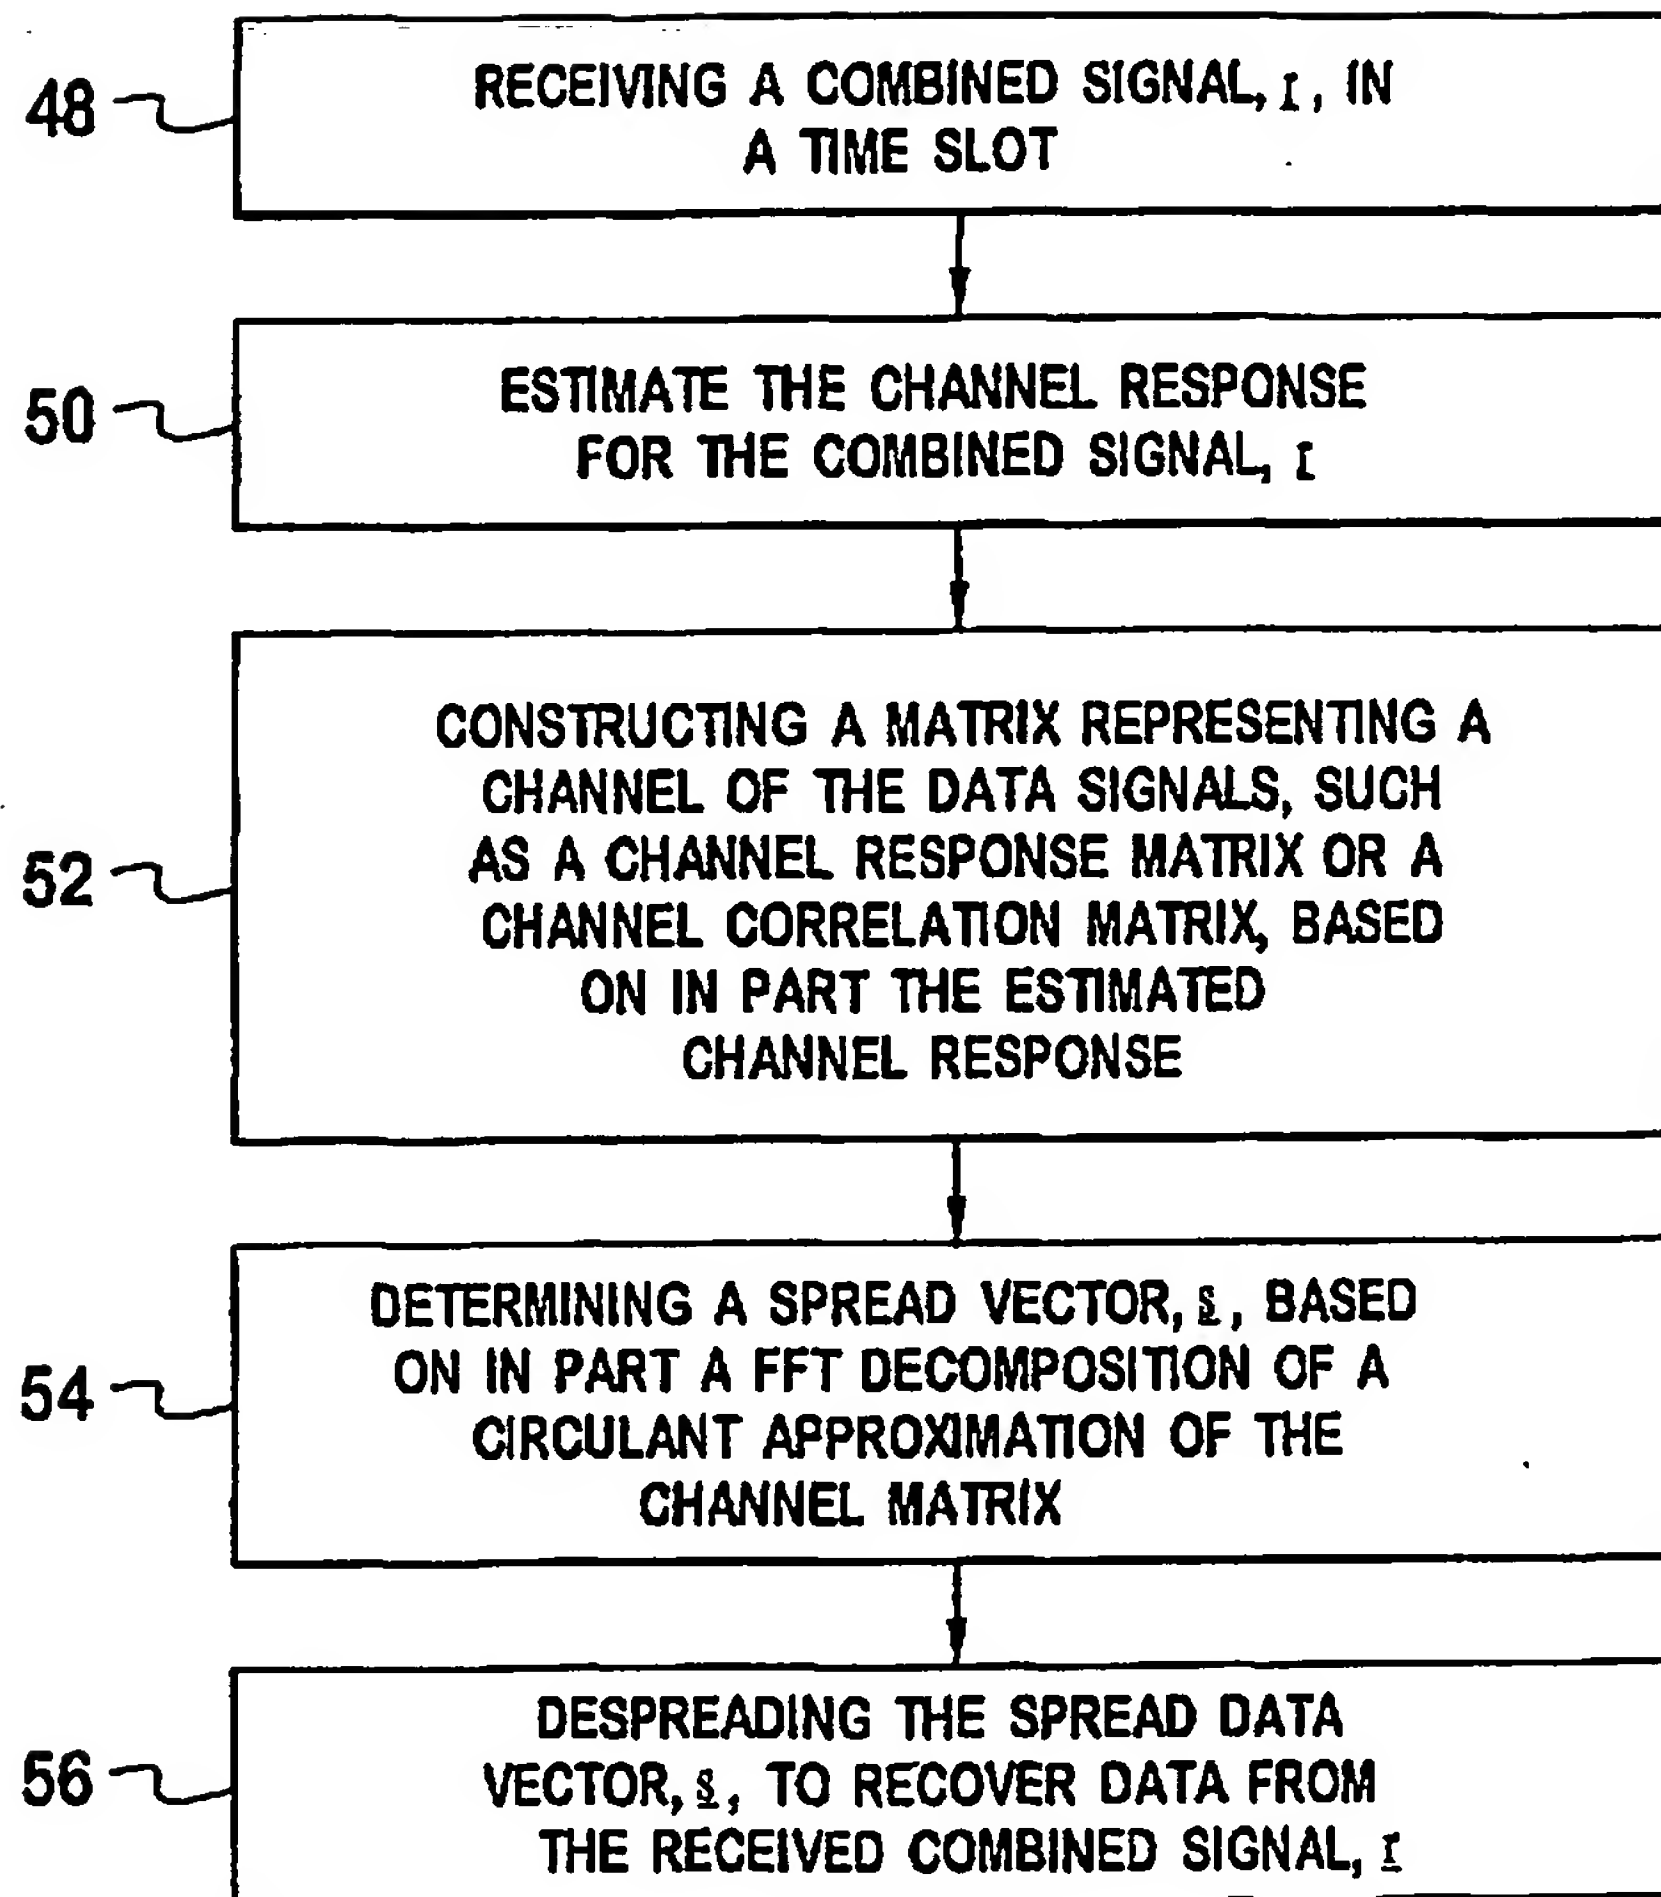 48
RECEIVING A COMBINED SIGNAL, r, IN
A TIME SLOT
50
ESTIMATE THE CHANNEL RESPONSE
FOR THE COMBINED SIGNAL, r
52
CONSTRUCTING A MATRIX REPRESENTING A
CHANNEL OF THE DATA SIGNALS, SUCH
AS A CHANNEL RESPONSE MATRIX OR A
CHANNEL CORRELATION MATRIX, BASED
ON IN PART THE ESTIMATED
CHANNEL RESPONSE
54
DETERMINING A SPREAD VECTOR, s, BASED
ON IN PART A FFT DECOMPOSITION OF A
CIRCULANT APPROXIMATION OF THE
CHANNEL MATRIX
56
DESPREADING THE SPREAD DATA
VECTOR, s, TO RECOVER DATA FROM
THE RECEIVED COMBINED SIGNAL, r